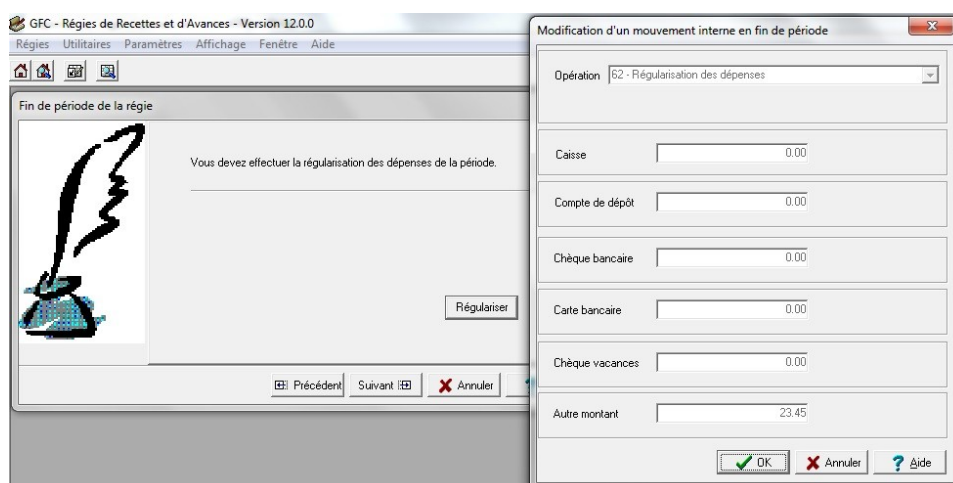 GFC - Régies de Recettes et d'Avances - Version 12.0.0
Régies Utilitaires Paramètres Affichage Fenêtre Aide
Fin de période de la régie
Vous devez effectuer la régularisation des dépenses de la période.
Régulariser
Précédent Suivant Annuler ?
Modification d'un mouvement interne en fin de période
Opération 62 - Régularisation des dépenses
Caisse 0.00
Compte de dépôt 0.00
Chèque bancaire 0.00
Carte bancaire 0.00
Chèque vacances 0.00
Autre montant 23.45
OK Annuler ? Aide